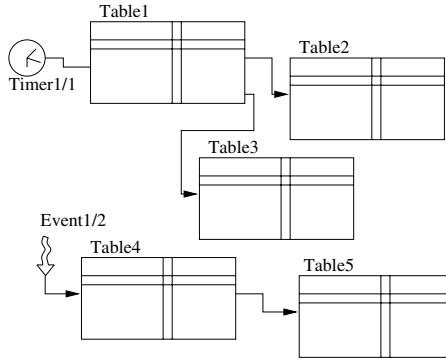 Table1
Timer1/1
Table2
Table3
Event1/2
Table4
Table5